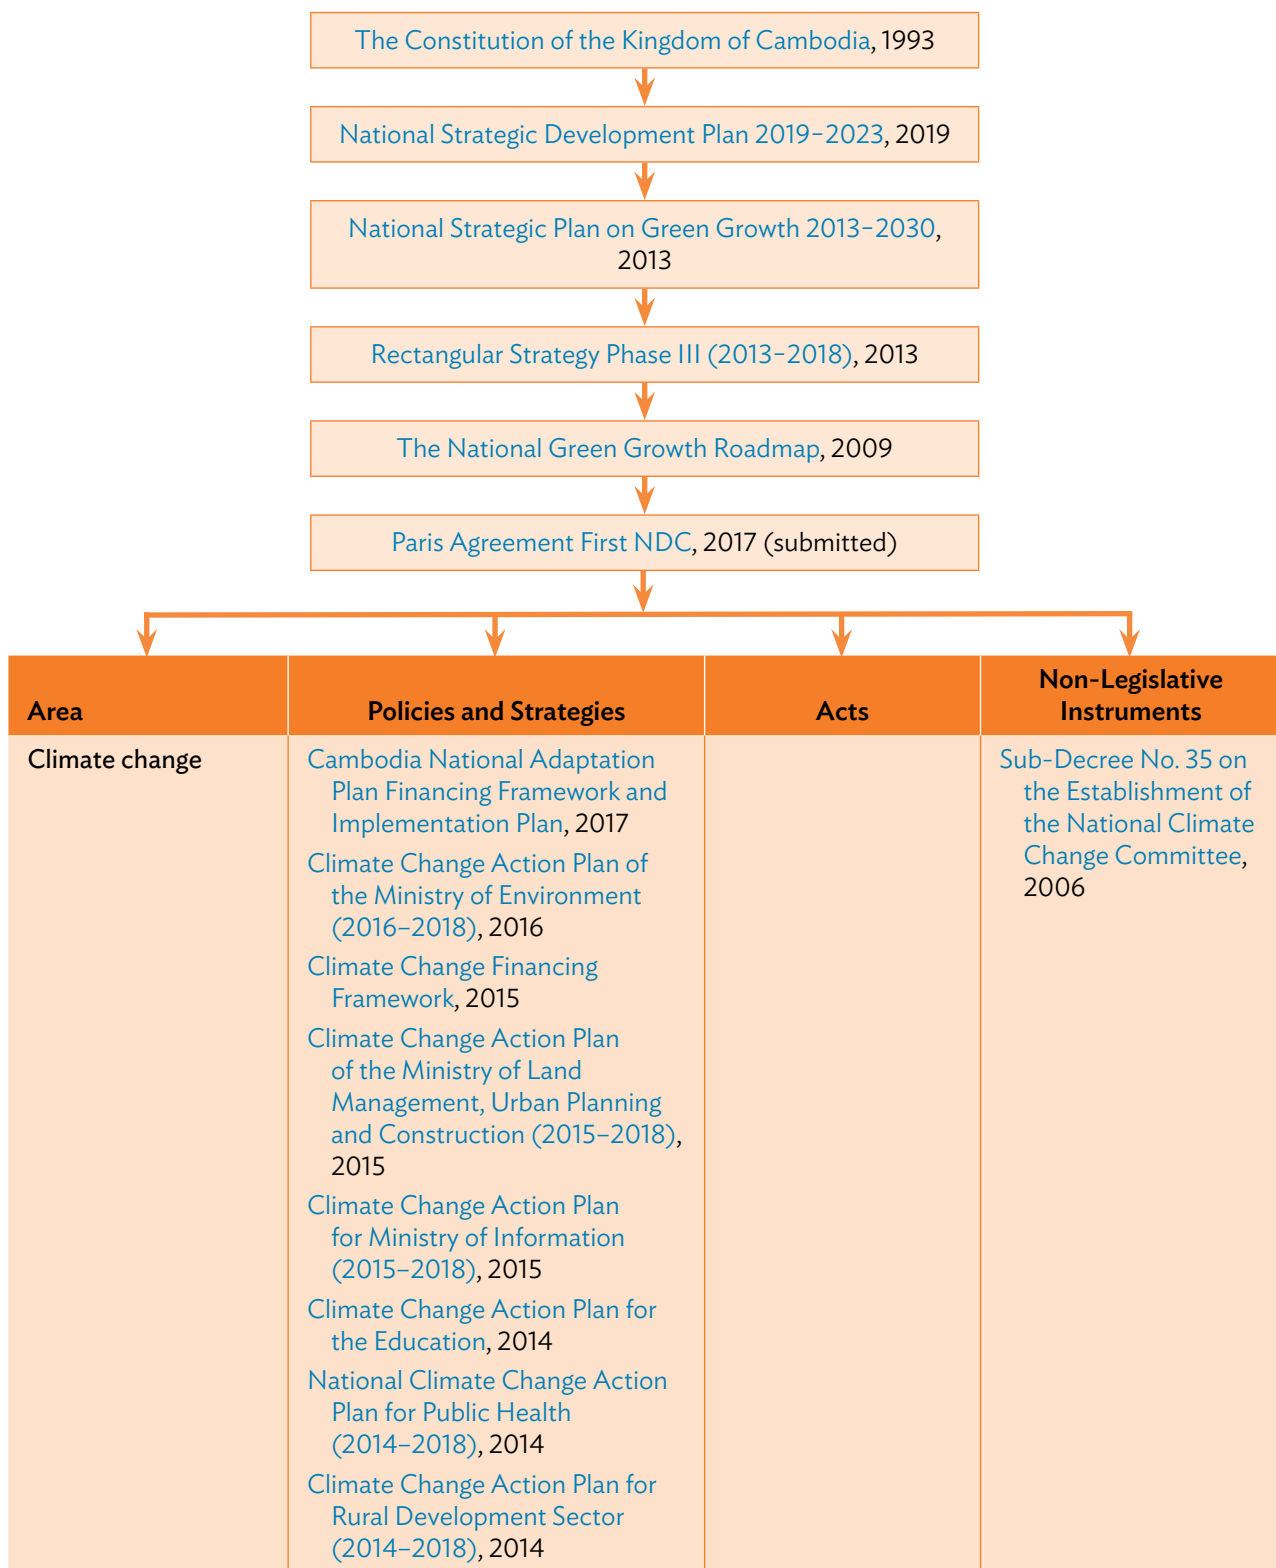 The Constitution of the Kingdom of Cambodia, 1993
National Strategic Development Plan 2019–2023, 2019
National Strategic Plan on Green Growth 2013–2030,
2013
Rectangular Strategy Phase III (2013–2018), 2013
The National Green Growth Roadmap, 2009
Paris Agreement First NDC, 2017 (submitted)
Area
Policies and Strategies
Acts
Non-Legislative
Instruments
Climate change
Cambodia National Adaptation
Plan Financing Framework and
Implementation Plan, 2017
Climate Change Action Plan of
the Ministry of Environment
(2016–2018), 2016
Climate Change Financing
Framework, 2015
Climate Change Action Plan
of the Ministry of Land
Management, Urban Planning
and Construction (2015–2018),
2015
Climate Change Action Plan
for Ministry of Information
(2015–2018), 2015
Climate Change Action Plan for
the Education, 2014
National Climate Change Action
Plan for Public Health
(2014–2018), 2014
Climate Change Action Plan for
Rural Development Sector
(2014–2018), 2014
Sub-Decree No. 35 on
the Establishment of
the National Climate
Change Committee,
2006